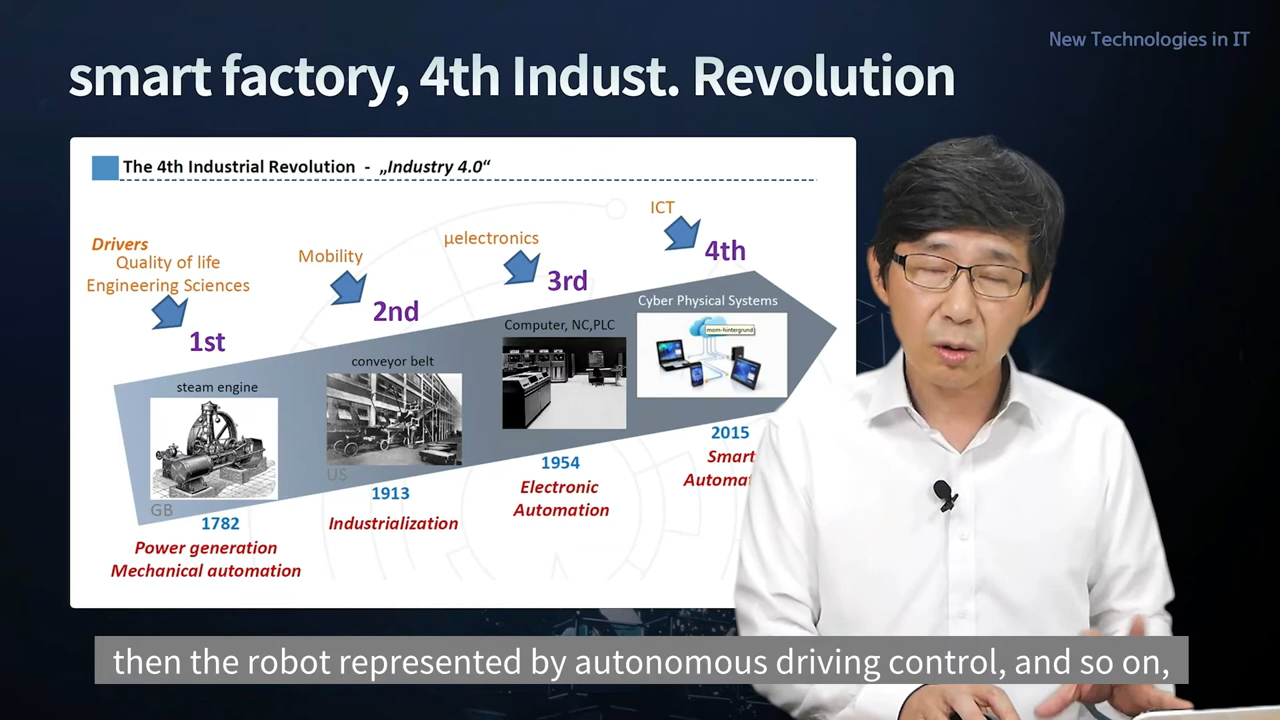 New Technologies in IT
smart factory, 4th Indust. Revolution
The 4th Industrial Revolution - „Industry 4.0“
Drivers
Quality of life
Engineering Sciences
1st
steam engine
GB
1782
Power generation
Mechanical automation
Mobility
2nd
conveyor belt
US
1913
Industrialization
µelectronics
3rd
Computer, NC,PLC
1954
Electronic
Automation
ICT
4th
Cyber Physical Systems
mom-hintergrund
2015
Smart
then the robot represented by autonomous driving control, and so on,